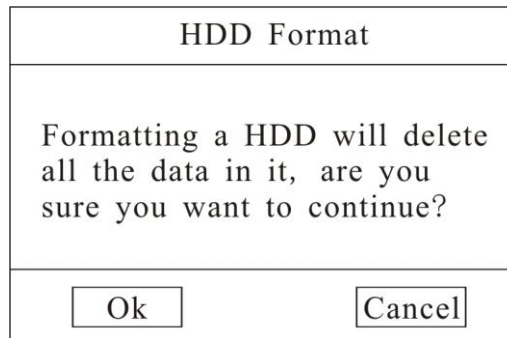 HDD Format
Formatting a HDD will delete
all the data in it, are you
sure you want to continue?
Ok
Cancel